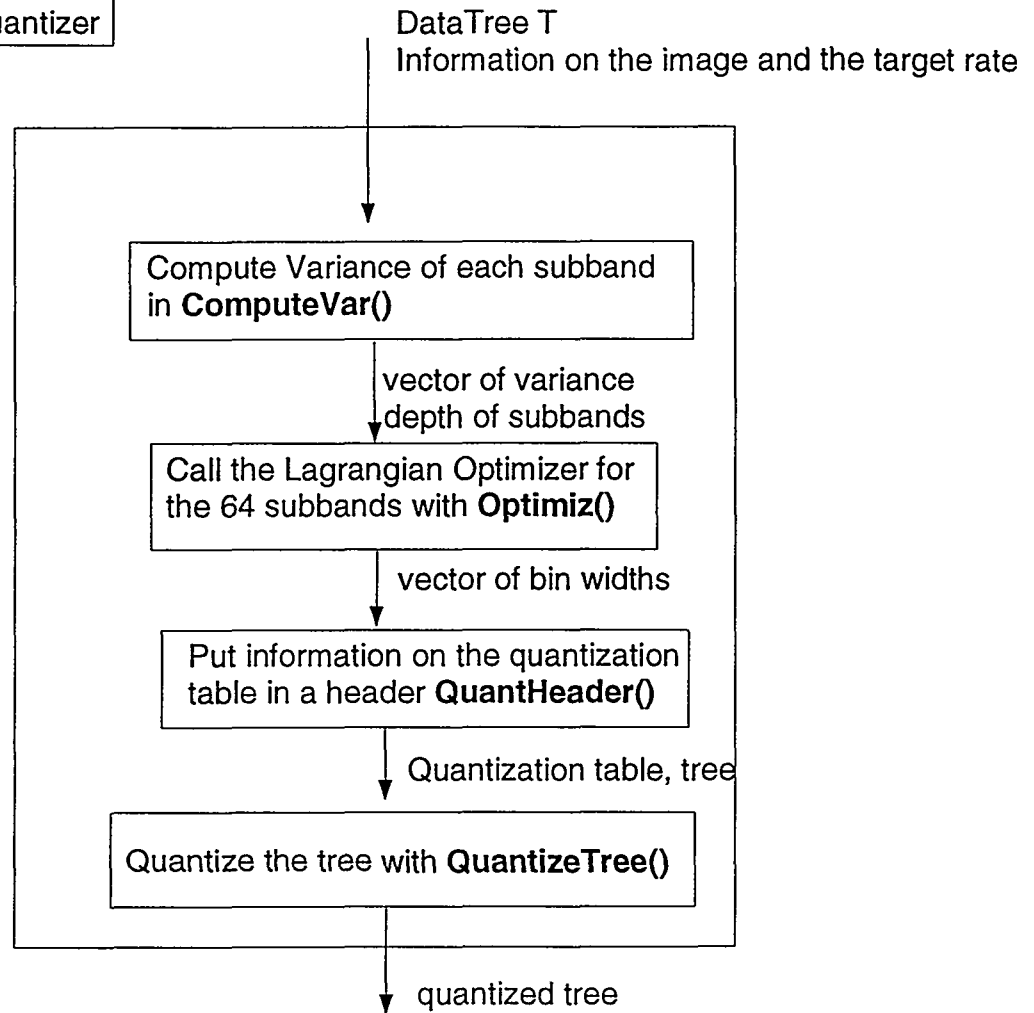 DataTree T
Information on the image and the target rate
Compute Variance of each subband
in ComputeVar()
vector of variance
depth of subbands
Call the Lagrangian Optimizer for
the 64 subbands with Optimiz()
vector of bin widths
Put information on the quantization
table in a header QuantHeader()
Quantization table, tree
Quantize the tree with QuantizeTree()
quantized tree